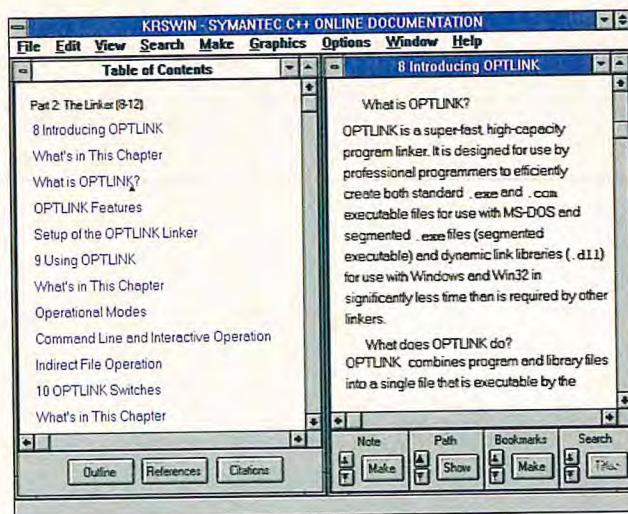 KRSWIN - SYMANTEC C++ ONLINE DOCUMENTATION
File Edit View Search Make Graphics Options Window Help
Table of Contents
Part 2: The Linker (8-12)
8 Introducing OPTLINK
What's in This Chapter
What is OPTLINK?
OPTLINK Features
Setup of the OPTLINK Linker
9 Using OPTLINK
What's in This Chapter
Operational Modes
Command Line and Interactive Operation
Indirect File Operation
10 OPTLINK Switches
What's in This Chapter
Outline References Citations
8 Introducing OPTLINK
What is OPTLINK?
OPTLINK is a super-fast, high-capacity
program linker. It is designed for use by
professional programmers to efficiently
create both standard .exe and .com
executable files for use with MS-DOS and
segmented .exe files (segmented
executable) and dynamic link libraries (.dll)
for use with Windows and Win32 in
significantly less time than is required by other
linkers.
What does OPTLINK do?
OPTLINK combines program and library files
into a single file that is executable by the
Note Path Bookmarks Search
Make Show Make